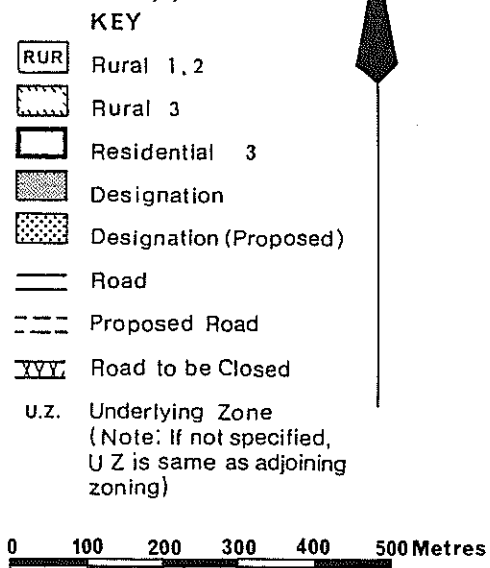 KEY
RUR Rural 1, 2
Rural 3
Residential 3
Designation
Designation (Proposed)
Road
Proposed Road
Road to be Closed
U.Z. Underlying Zone
(Note: If not specified,
U Z is same as adjoining
zoning)
0 100 200 300 400 500 Metres